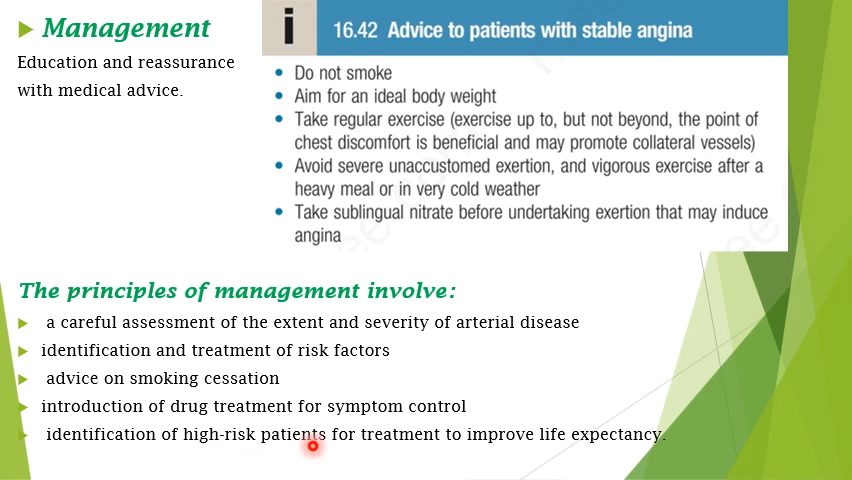 Management
Education and reassurance
with medical advice.
i
16.42 Advice to patients with stable angina
• Do not smoke
• Aim for an ideal body weight
• Take regular exercise (exercise up to, but not beyond, the point of
chest discomfort is beneficial and may promote collateral vessels)
• Avoid severe unaccustomed exertion, and vigorous exercise after a
heavy meal or in very cold weather
• Take sublingual nitrate before undertaking exertion that may induce
angina
The principles of management involve:
a careful assessment of the extent and severity of arterial disease
identification and treatment of risk factors
advice on smoking cessation
introduction of drug treatment for symptom control
identification of high-risk patients for treatment to improve life expectancy.